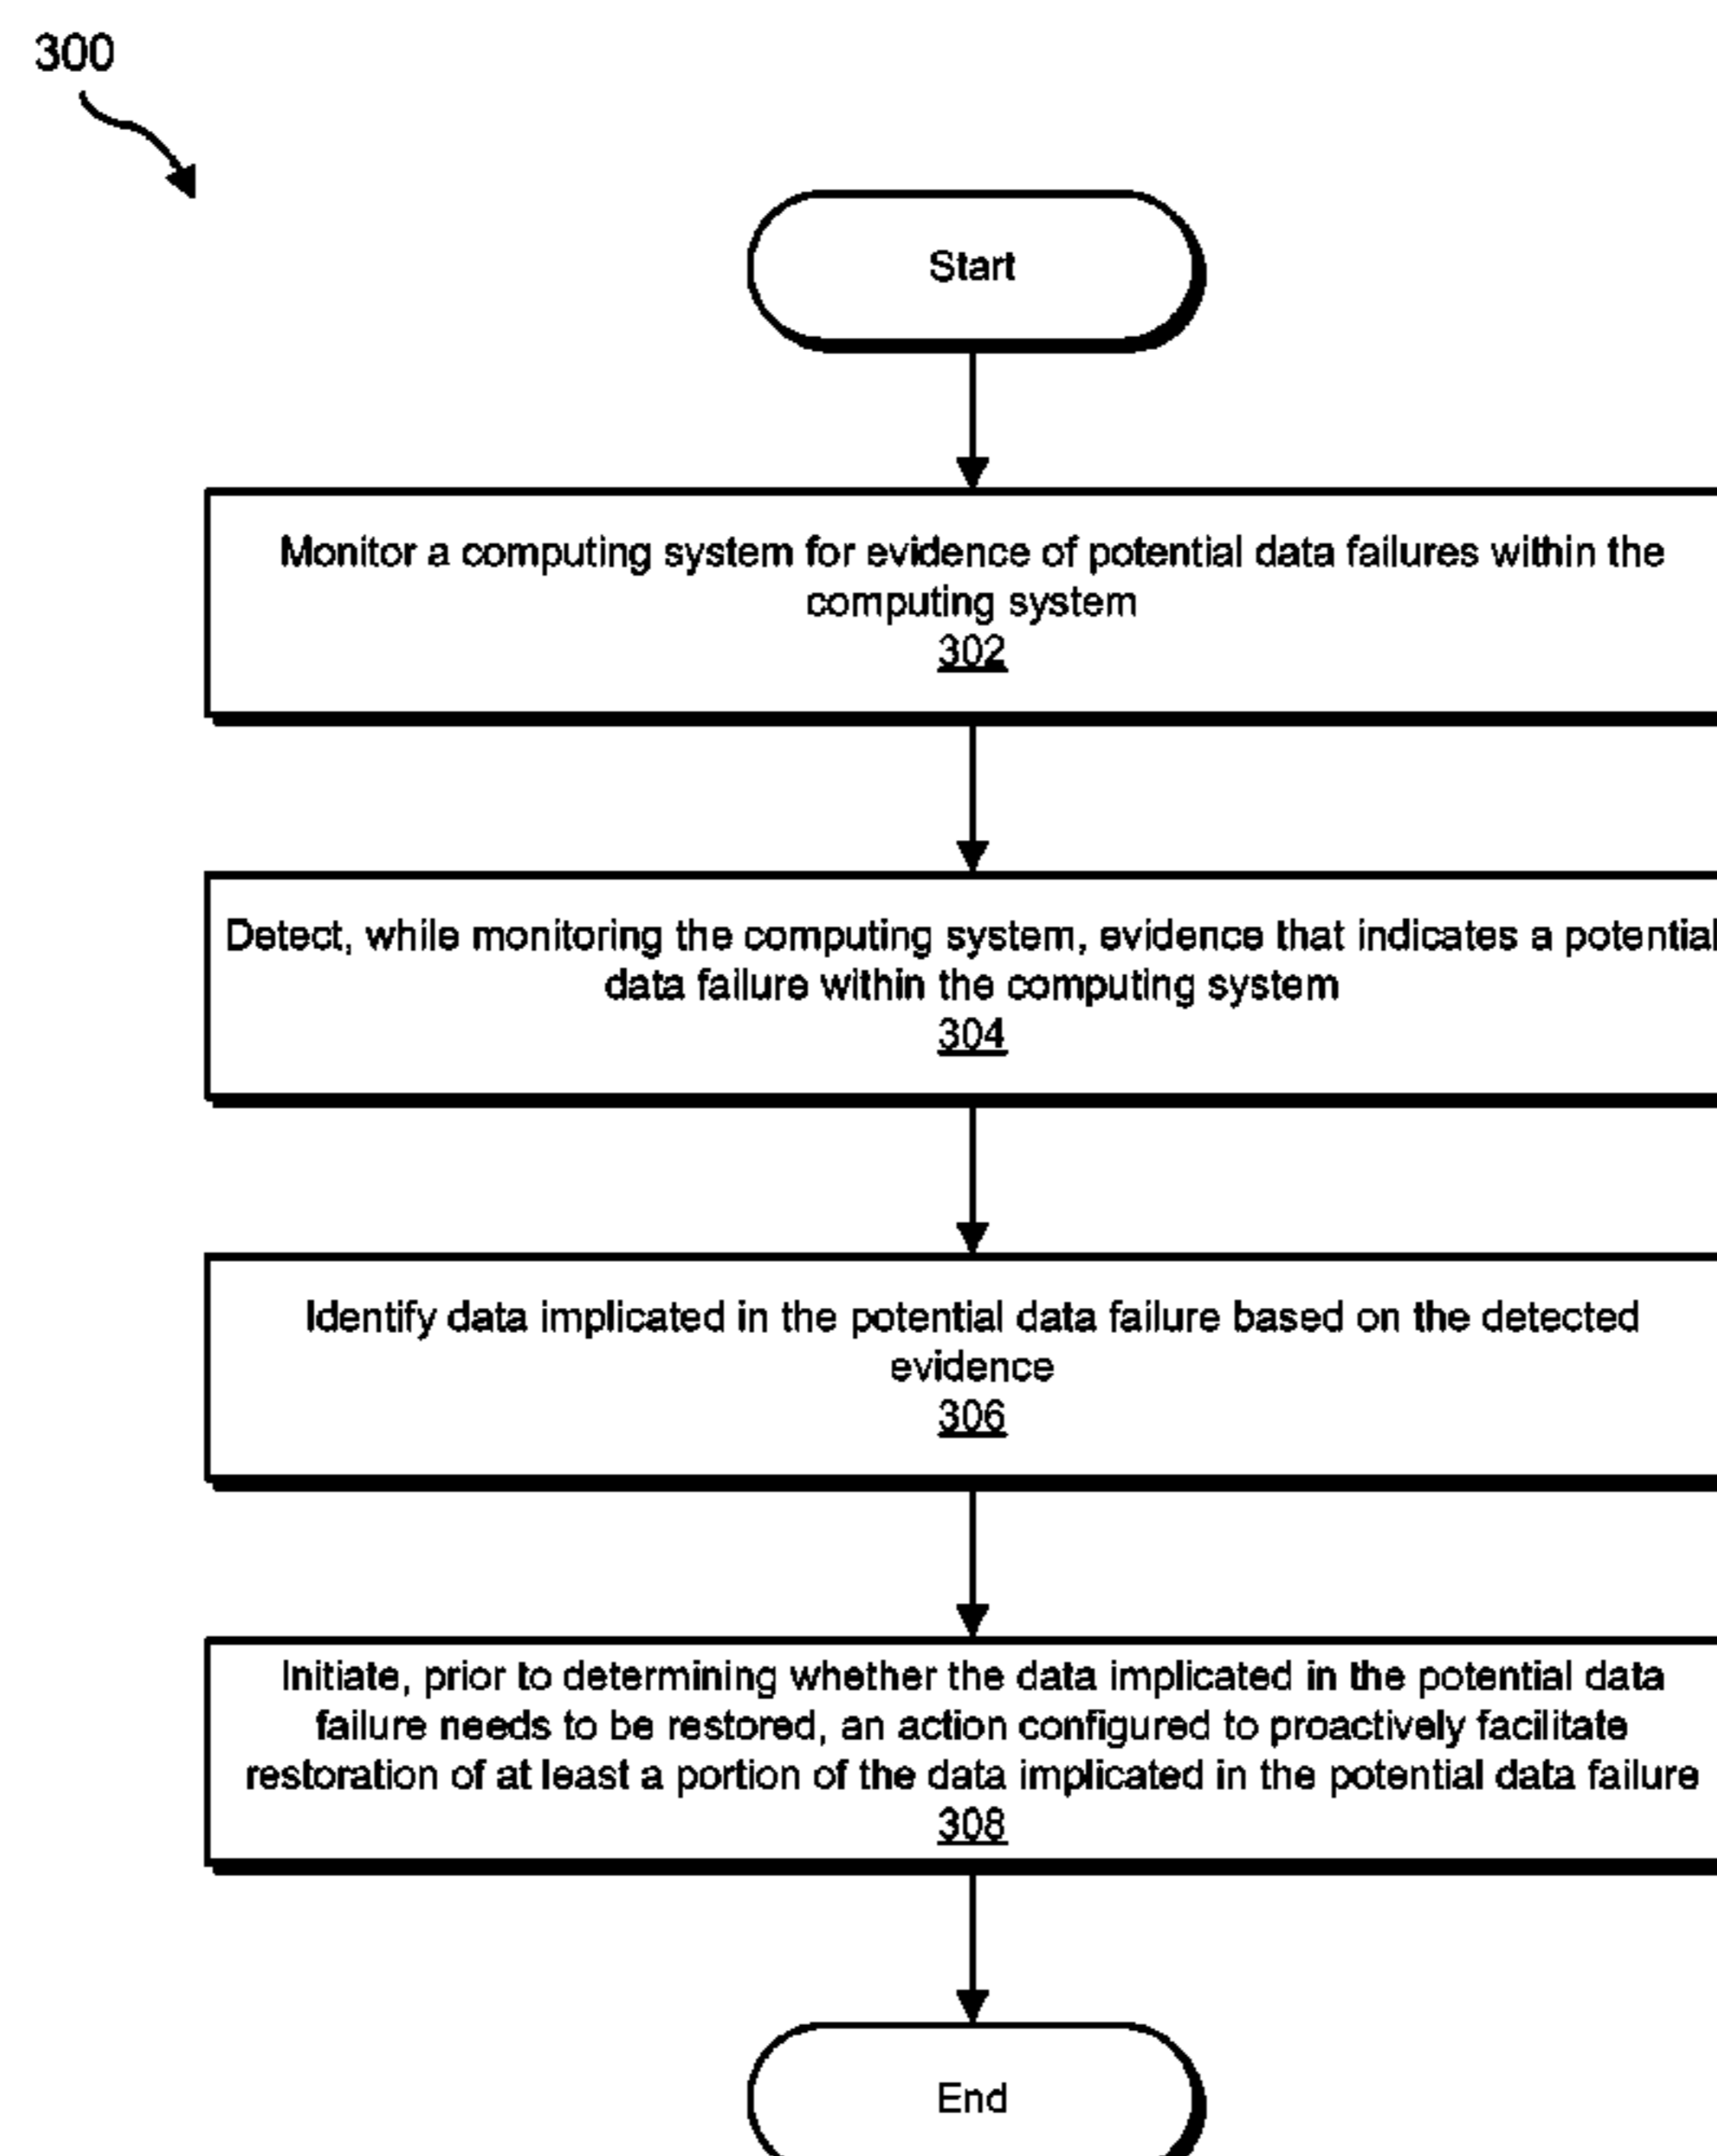 300
Start
Monitor a computing system for evidence of potential data failures within the
computing system
302
Detect, while monitoring the computing system, evidence that indicates a potential
data failure within the computing system
304
Identify data implicated in the potential data failure based on the detected
evidence
306
Initiate, prior to determining whether the data implicated in the potential data
failure needs to be restored, an action configured to proactively facilitate
restoration of at least a portion of the data implicated in the potential data failure
308
End